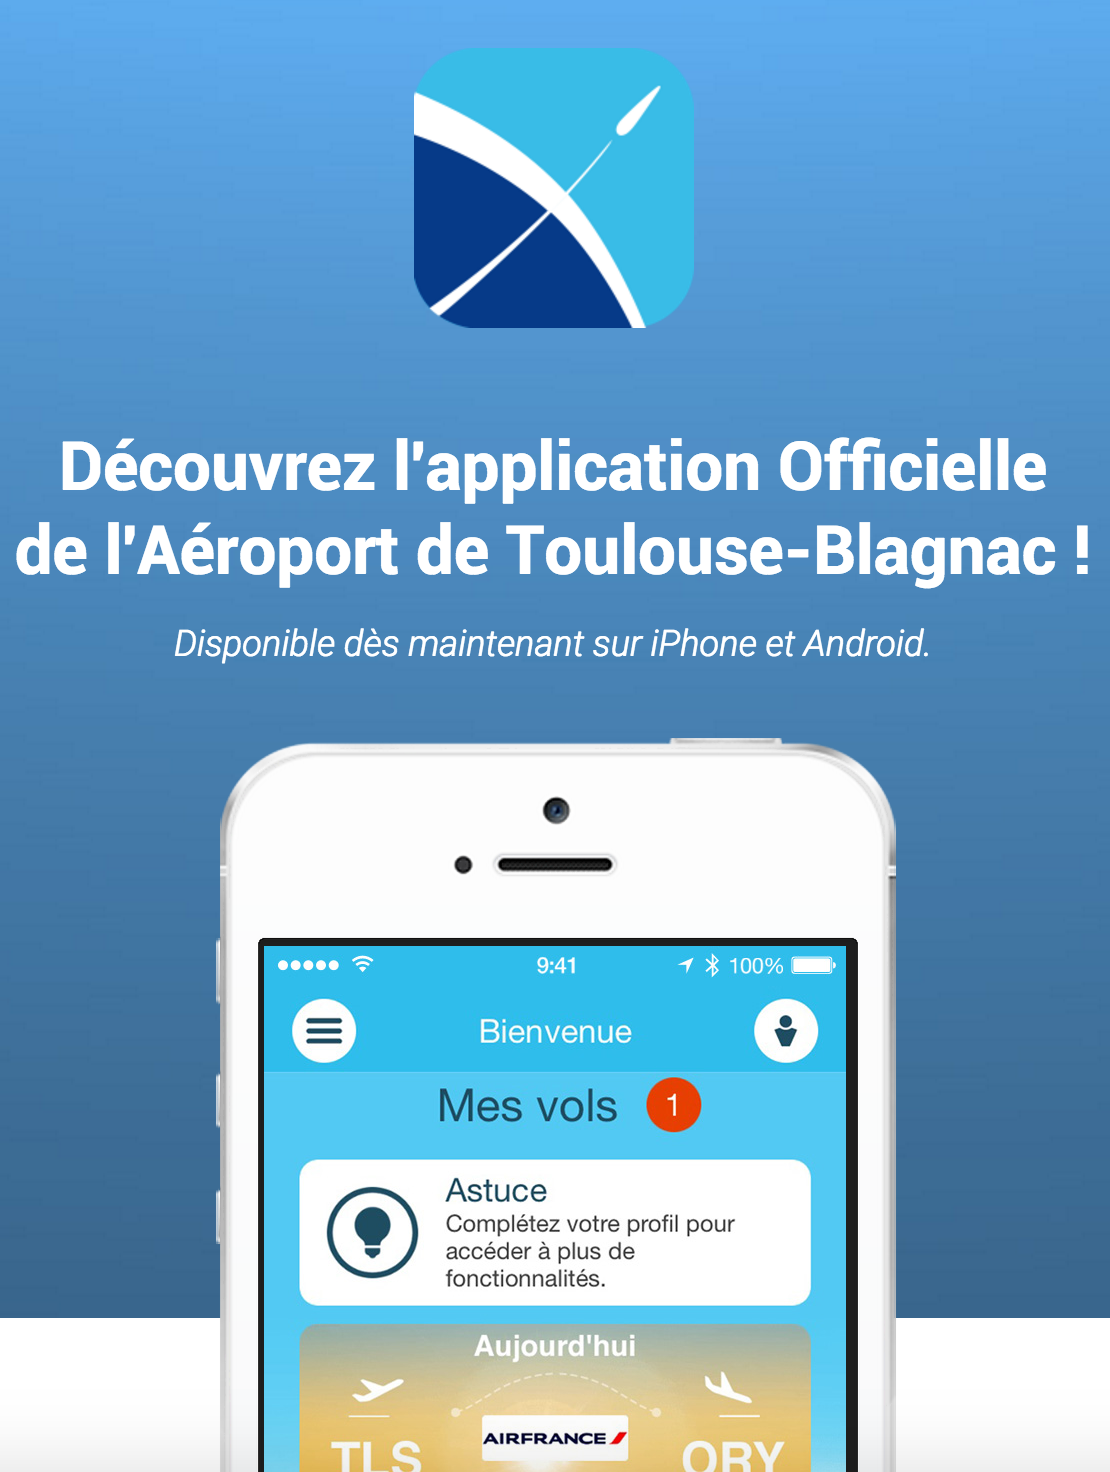 Découvrez l'application Officielle
de l'Aéroport de Toulouse-Blagnac !
Disponible dès maintenant sur iPhone et Android.
9:41
100%
Bienvenue
Mes vols 1
Astuce
Complétez votre profil pour
accéder à plus de
fonctionnalités.
Aujourd'hui
AIRFRANCE
TLS
ORY